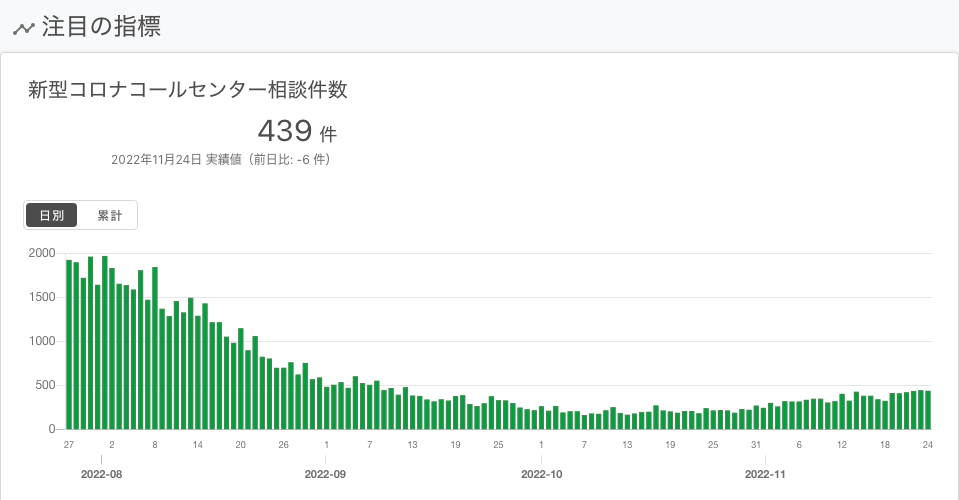 注目の指標
新型コロナコールセンター相談件数
439 件
2022年11月24日 実績値（前日比: -6 件）
日別 累計
2000
1500
1000
500
0
27 2 8 14 20 26 1 7 13 19 25 1 7 13 19 25 31 6 12 18 24
2022-08 2022-09 2022-10 2022-11